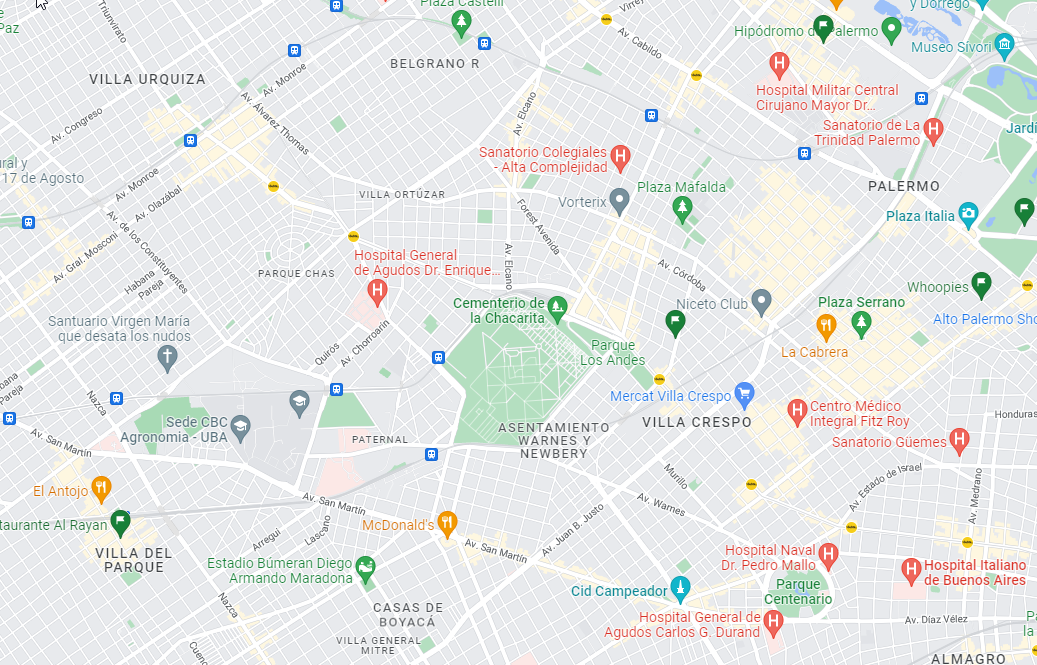 Plaza Castelli
y Dorrego
Triunvirato
Paz
Av. Cabildo
Hipódromo de Palermo
Museo Sívori
VILLA URQUIZA
Av. Monroe
BELGRANO R
Hospital Militar Central
Cirujano Mayor Dr...
Av. Congreso
Av. Álvarez Thomas
Av. Elcano
Sanatorio de La
Trinidad Palermo
Jardí
Sanatorio Colegiales
- Alta Complejidad
ral y
17 de Agosto
Av. Monroe
Av. Olazábal
VILLA ORTÚZAR
Vorterix
Plaza Mafalda
PALERMO
Plaza Italia
Forest Avenida
Av. de los Constituyentes
Av. Gral. Mosconi
Av. Elcano
Hospital General
de Agudos Dr. Enrique...
PARQUE CHAS
Habana
Pareja
Av. Córdoba
Whoopies
Niceto Club
Plaza Serrano
Cementerio de
la Chacarita
Alto Palermo Sho
Santuario Virgen María
que desata los nudos
Quirós
Av. Chorroarín
Parque
Los Andes
La Cabrera
Habana
Pareja
Nazca
Mercat Villa Crespo
VILLA CRESPO
Centro Médico
Integral Fitz Roy
Honduras
Sede CBC
Agronomia - UBA
PATERNAL
ASENTAMIENTO
WARNES Y
NEWBERY
Sanatorio Güemes
Av. San Martín
Murillo
Av. Estado de Israel
Av. Medrano
El Antojo
Av. San Martín
Av. Warnes
taurante Al Rayan
McDonald's
Lascano
Arregui
Av. Juan B. Justo
VILLA DEL
PARQUE
Av. San Martín
Hospital Naval
Dr. Pedro Mallo
Estadio Búmeran Diego
Armando Maradona
Hospital Italiano
de Buenos Aires
Cid Campeador
Parque
Centenario
Nazca
CASAS DE
BOYACÁ
Hospital General de
Agudos Carlos G. Durand
Av. Díaz Vélez
VILLA GENERAL
MITRE
ALMAGRO